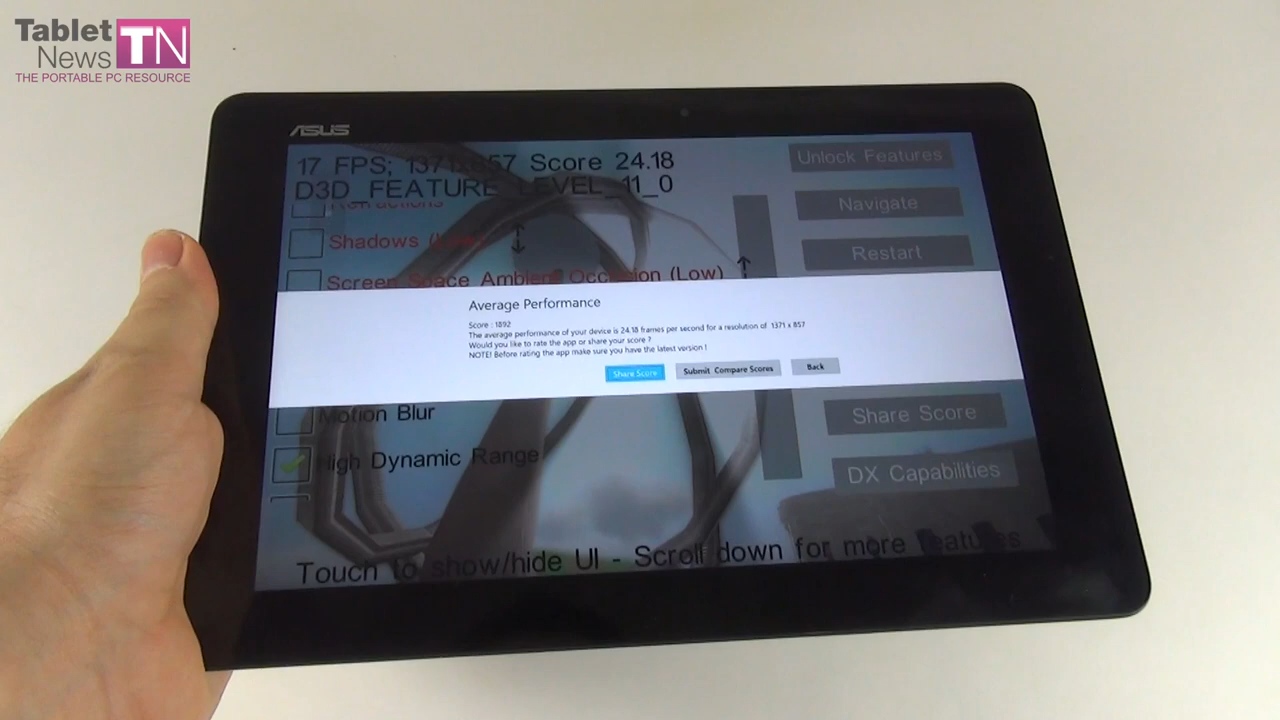 Tablet
News TN
THE PORTABLE PC RESOURCE
ASUS
17 FPS; 1371x857 Score 24.18
D3D_FEATURE_LEVEL_11_0
Unlock Features
Navigate
Restart
Refractions
Shadows (Low)
Screen Space Ambient Occlusion (Low)
Average Performance
Score : 1892
The average performance of your device is 24.18 frames per second for a resolution of 1371 x 857
Would you like to rate the app or share your score ?
NOTE! Before rating the app make sure you have the latest version !
Share Score
Submit Compare Scores
Back
Motion Blur
High Dynamic Range
Share Score
DX Capabilities
Touch to show/hide UI - Scroll down for more features